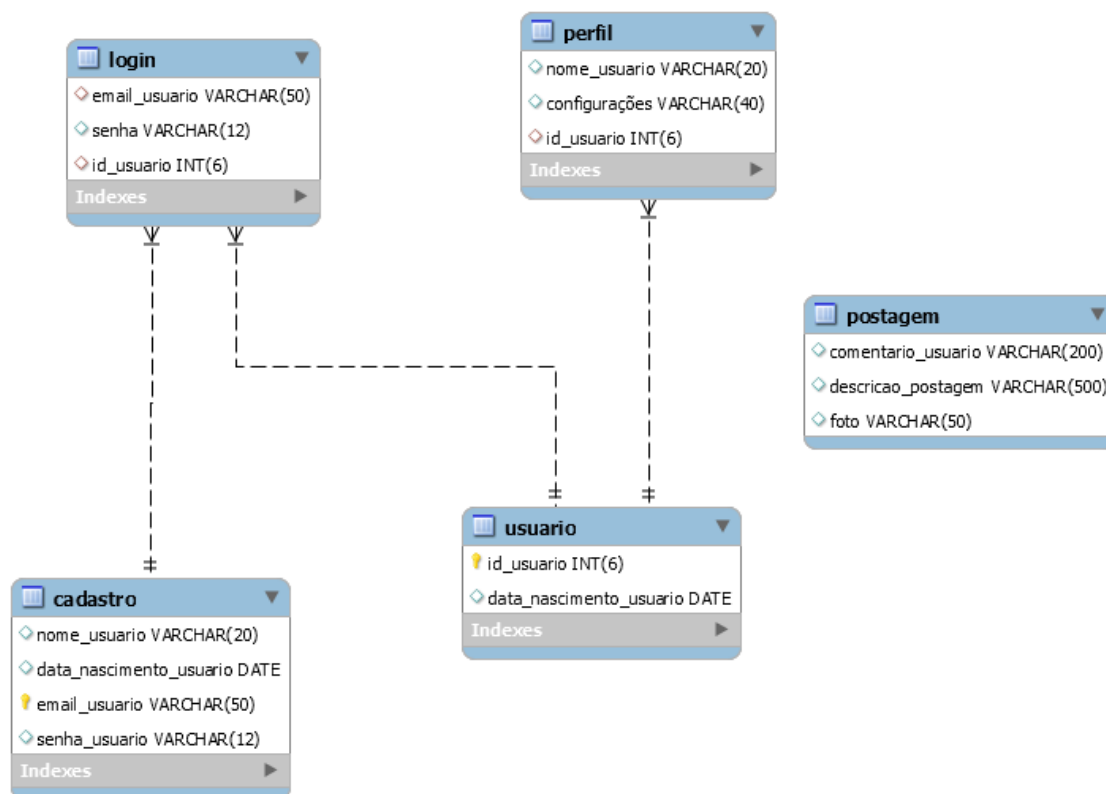 login
email_usuario VARCHAR(50)
senha VARCHAR(12)
id_usuario INT(6)
Indexes
perfil
nome_usuario VARCHAR(20)
configurações VARCHAR(40)
id_usuario INT(6)
Indexes
postagem
comentario_usuario VARCHAR(200)
descricao_postagem VARCHAR(500)
foto VARCHAR(50)
usuario
id_usuario INT(6)
data_nascimento_usuario DATE
Indexes
cadastro
nome_usuario VARCHAR(20)
data_nascimento_usuario DATE
email_usuario VARCHAR(50)
senha_usuario VARCHAR(12)
Indexes